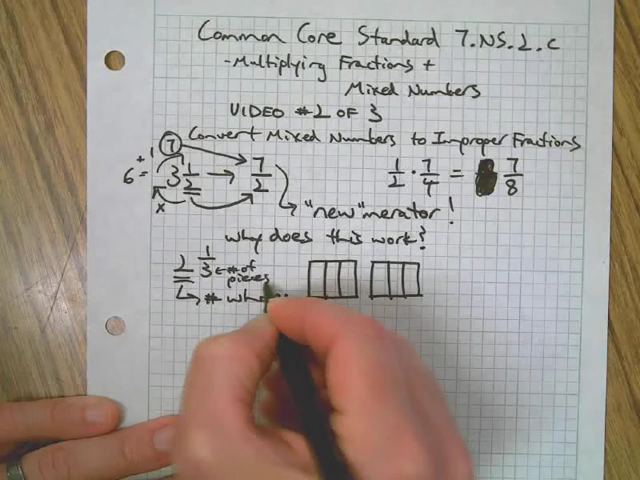 Common Core Standard 7.NS.2.c
- Multiplying Fractions +
Mixed Numbers
VIDEO #2 OF 3
Convert Mixed Numbers to Improper Fractions
7
+
6 = 3 1/2 → 7/2
x
1/2 · 7/4 = 7/8
"new"merator!
why does this work?
2 1/3 ← # of
pieces
#